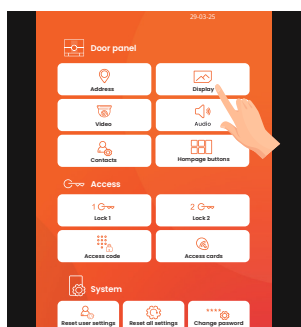 29-03-25
Door panel
Address
Display
Video
Audio
Contacts
Hompage buttons
Access
1
Lock 1
2
Lock 2
Access code
Access cards
System
****
Reset user settings
Reset all settings
Change pasword